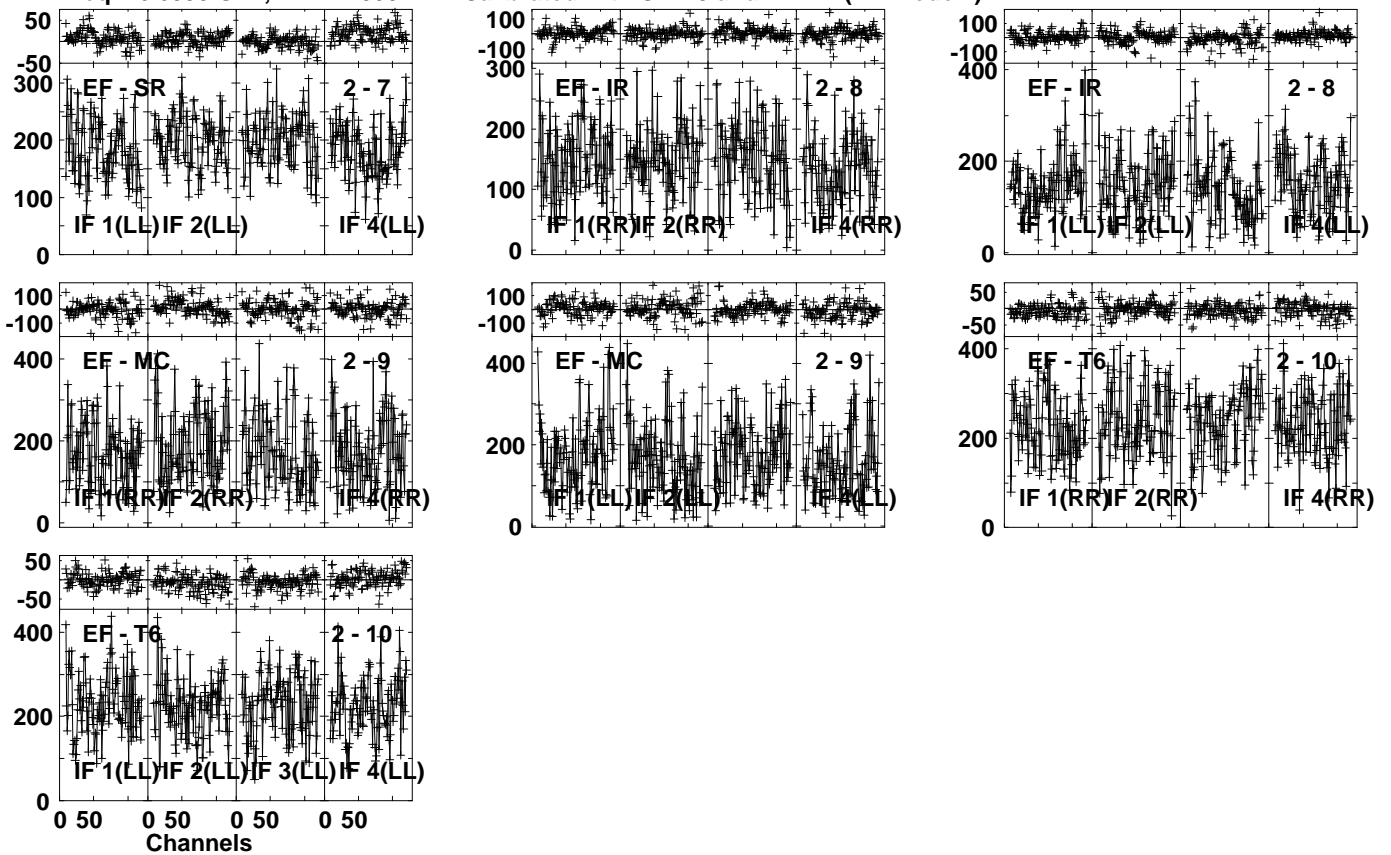 50
-50
300
200
100
0
EF - SR 2 - 7
IF 1(LL) IF 2(LL) IF 4(LL)
100
-100
300
200
100
0
EF - IR 2 - 8
IF 1(RR) IF 2(RR) IF 4(RR)
100
-100
400
200
0
EF - IR 2 - 8
IF 1(LL) IF 2(LL) IF 4(LL)
100
-100
400
200
0
EF - MC 2 - 9
IF 1(RR) IF 2(RR) IF 4(RR)
100
-100
400
200
0
EF - MC 2 - 9
IF 1(LL) IF 2(LL) IF 4(LL)
50
-50
400
200
0
EF - T6 2 - 10
IF 1(RR) IF 2(RR) IF 4(RR)
50
-50
400
200
0
EF - T6 2 - 10
IF 1(LL) IF 2(LL) IF 3(LL) IF 4(LL)
0 50 0 50 0 50 0 50
Channels